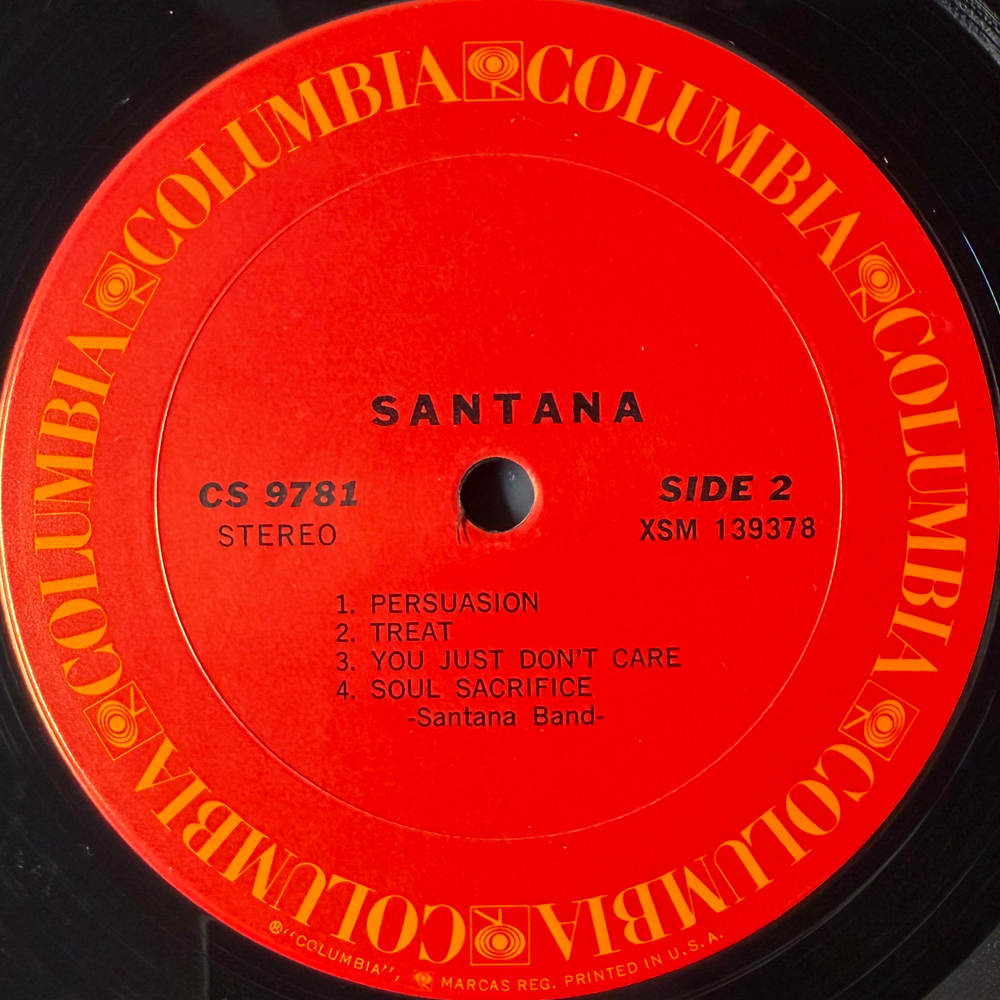 COLUMBIA COLUMBIA COLUMBIA COLUMBIA COLUMBIA COLUMBIA
SANTANA
CS 9781
STEREO
SIDE 2
XSM 139378
1. PERSUASION
2. TREAT
3. YOU JUST DON'T CARE
4. SOUL SACRIFICE
-Santana Band-
®“COLUMBIA”, MARCAS REG. PRINTED IN U.S.A.